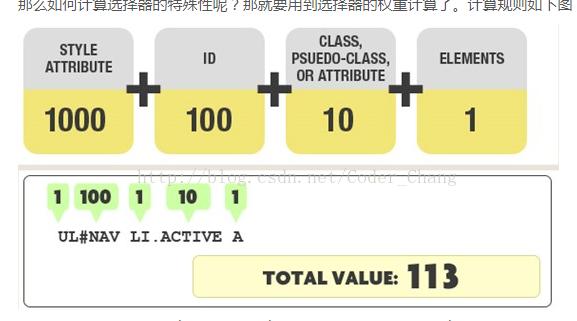 那么如何计算选择器的特殊性呢？那就要用到选择器的权重计算了。计算规则如下图
STYLE ATTRIBUTE
ID
CLASS, PSUEDO-CLASS, OR ATTRIBUTE
ELEMENTS
1000 + 100 + 10 + 1
http://blog.csdn.net/Coder_Chang
1 100 1 10 1
UL#NAV LI.ACTIVE A
TOTAL VALUE: 113